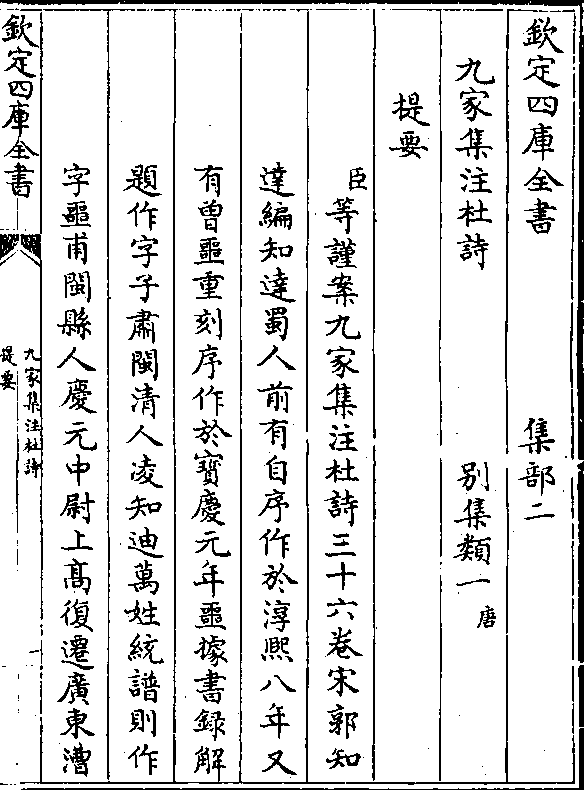 欽定四庫全書　集部二
九家集注杜詩　别集類一唐
提要
臣等謹案九家集注杜詩三十六卷宋郭知
達編知達蜀人前有自序作於淳熙八年又
有曾噩重刻序作於寶慶元年噩據書録解
題作字子肅閩清人凌知迪萬姓統譜則作
字噩甫閩縣人慶元中尉上髙復遷廣東漕
欽定四庫全書
九家集注杜詩
提要
一